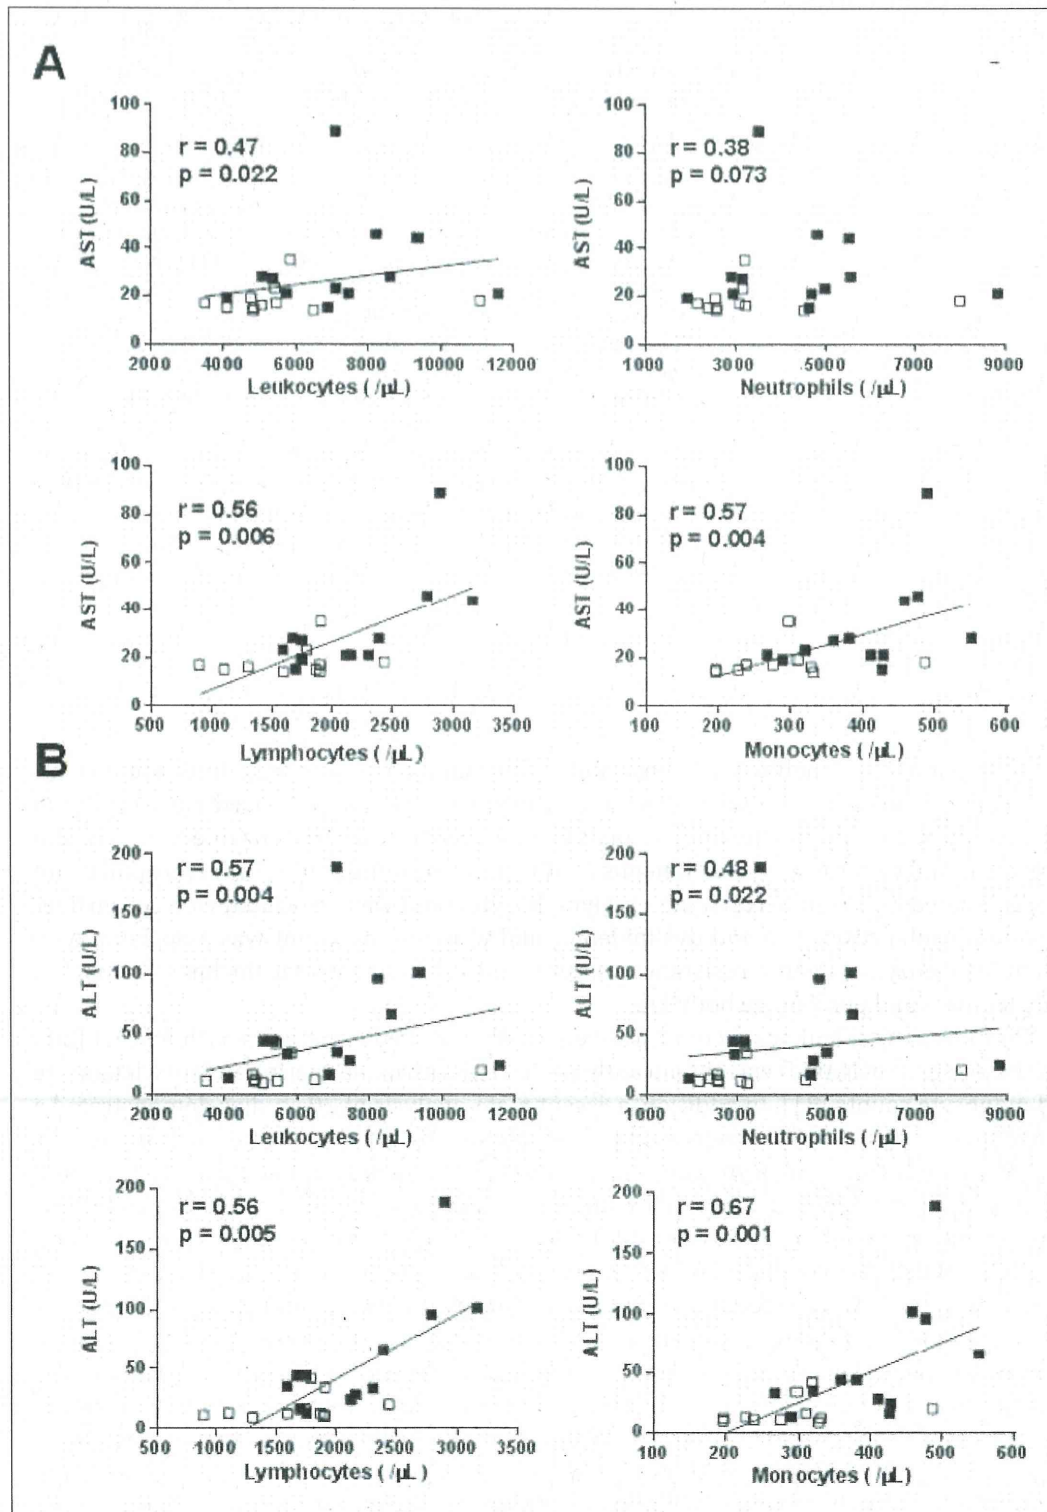 A
100
80
60
40
20
0
AST (U/L)
r = 0.47
p = 0.022
2000 4000 6000 8000 10000 12000
Leukocytes ( /µL)
100
80
60
40
20
0
AST (U/L)
r = 0.38
p = 0.073
1000 3000 5000 7000 9000
Neutrophils ( /µL)
100
80
60
40
20
0
AST (U/L)
r = 0.56
p = 0.006
500 1000 1500 2000 2500 3000 3500
Lymphocytes ( /µL)
100
80
60
40
20
0
AST (U/L)
r = 0.57
p = 0.004
100 200 300 400 500 600
Monocytes ( /µL)
B
200
150
100
50
0
ALT (U/L)
r = 0.57
p = 0.004
2000 4000 6000 8000 10000 12000
Leukocytes ( /µL)
200
150
100
50
0
ALT (U/L)
r = 0.48
p = 0.022
1000 3000 5000 7000 9000
Neutrophils ( /µL)
200
150
100
50
0
ALT (U/L)
r = 0.56
p = 0.005
500 1000 1500 2000 2500 3000 3500
Lymphocytes ( /µL)
200
150
100
50
0
ALT (U/L)
r = 0.67
p = 0.001
100 200 300 400 500 600
Monocytes ( /µL)